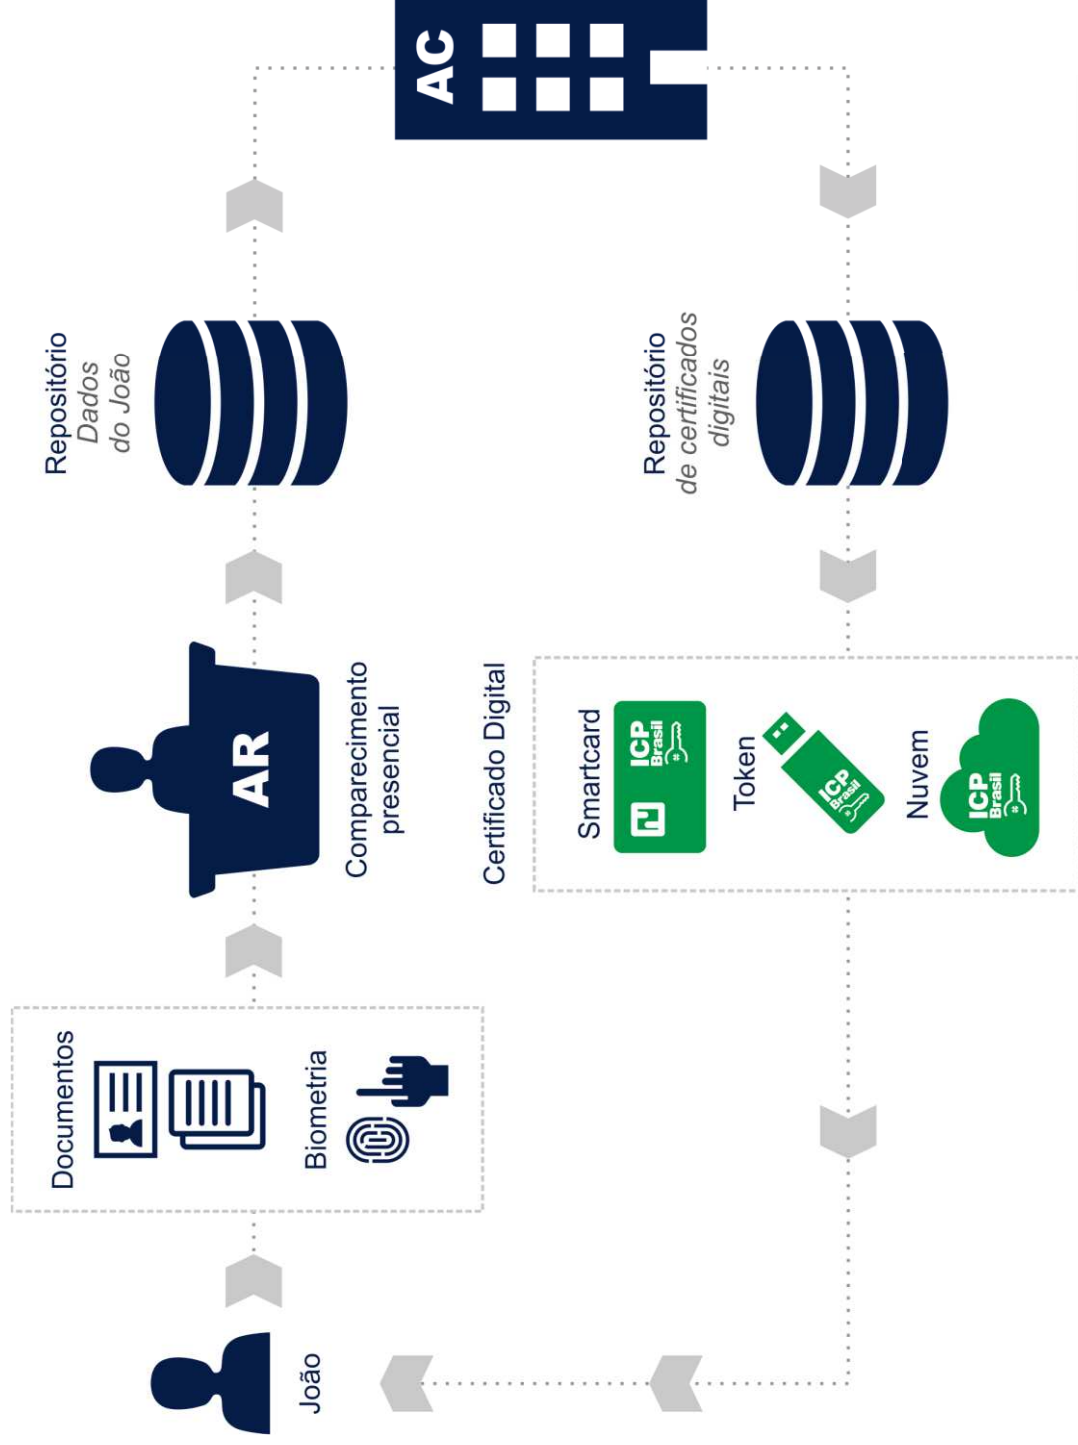 João
Documentos
Biometria
AR
Comparecimento
presencial
Repositório
Dados
do João
AC
Repositório
de certificados
digitais
Certificado Digital
Smartcard
ICP
Brasil
Token
ICP
Brasil
Nuvem
ICP
Brasil